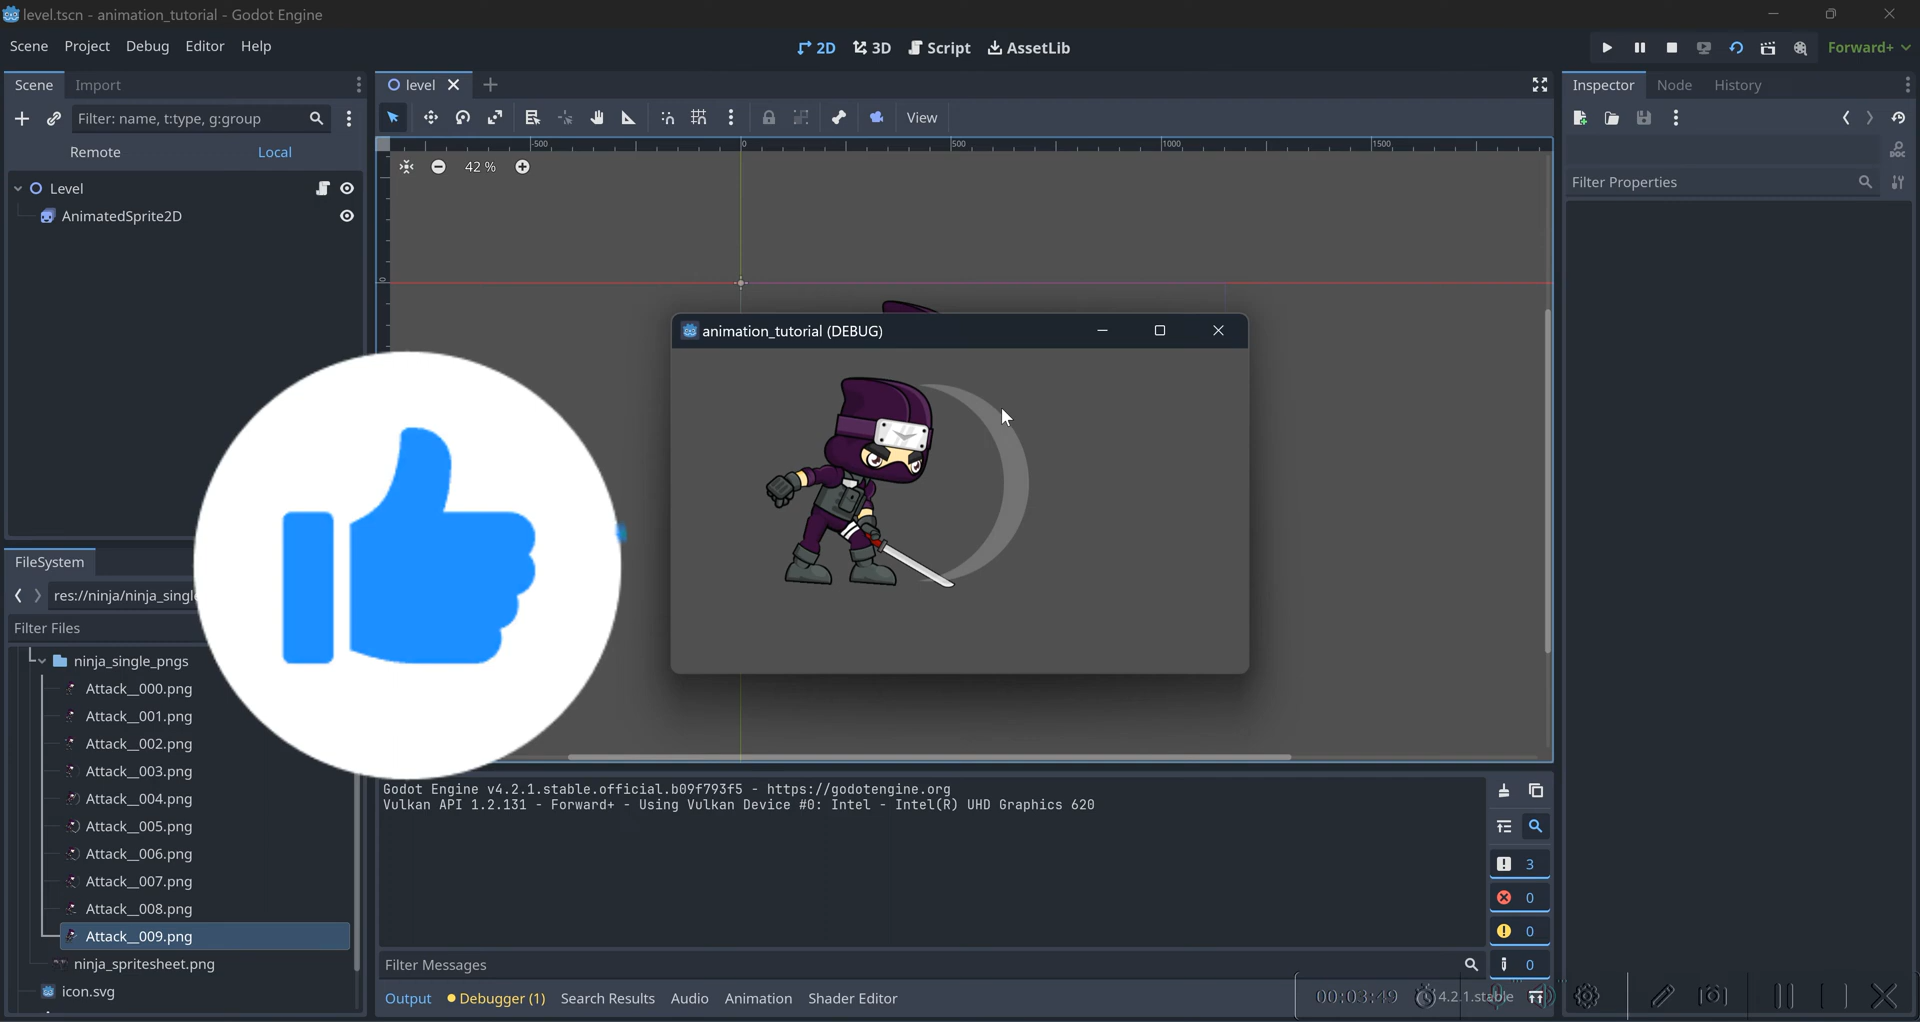 level.tscn - animation_tutorial - Godot Engine
Scene Project Debug Editor Help
2D 3D Script AssetLib
Forward+
Scene Import
level
Inspector Node History
Filter: name, t:type, g:group
View
Remote Local
-500 0 500 1000 1500
42 %
DOC
Filter Properties
Level
AnimatedSprite2D
0
animation_tutorial (DEBUG)
FileSystem
res://ninja/ninja_single
Filter Files
ninja_single_pngs
Attack__000.png
Attack__001.png
Attack__002.png
Attack__003.png
Attack__004.png
Attack__005.png
Attack__006.png
Attack__007.png
Attack__008.png
Attack__009.png
ninja_spritesheet.png
icon.svg
Godot Engine v4.2.1.stable.official.b09f793f5 - https://godotengine.org
Vulkan API 1.2.131 - Forward+ - Using Vulkan Device #0: Intel - Intel(R) UHD Graphics 620
3
0
0
0
Filter Messages
Output Debugger (1) Search Results Audio Animation Shader Editor
00:03:49 4.2.1.stable